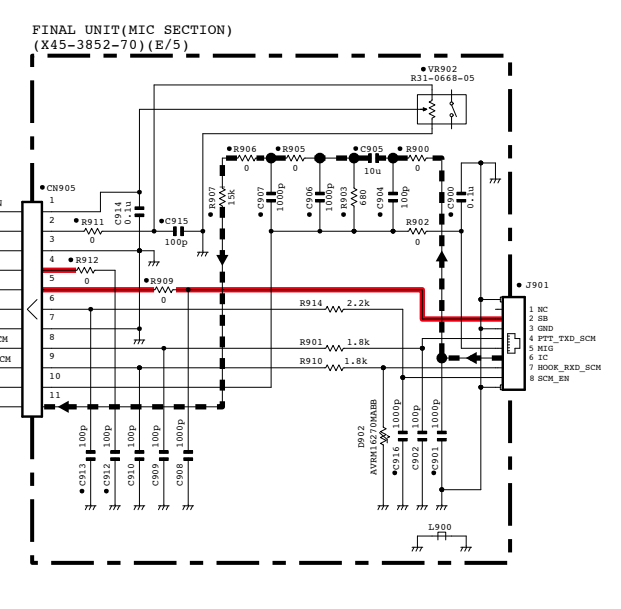 FINAL UNIT(MIC SECTION)
(X45-3852-70)(E/5)
VR902
R31-0668-05
R906
0
R905
0
C905
10u
R900
0
CN905
1
2
3
4
5
6
7
8
9
10
11
N
CM
CM
C914
0.1u
R911
0
C915
100p
R907
15k
C907
1000p
C906
1000p
R903
680
C904
100p
C900
0.1u
R902
0
R912
0
R909
0
R914 2.2k
R901 1.8k
R910 1.8k
J901
1 NC
2 SB
3 GND
4 PTT_TXD_SCM
5 MIG
6 IC
7 HOOK_RXD_SCM
8 SCM_EN
C913
100p
C912
100p
C910
100p
C909
100p
C908
1000p
D902
AVRM16270MABB
C916
1000p
C902
100p
C901
1000p
L900